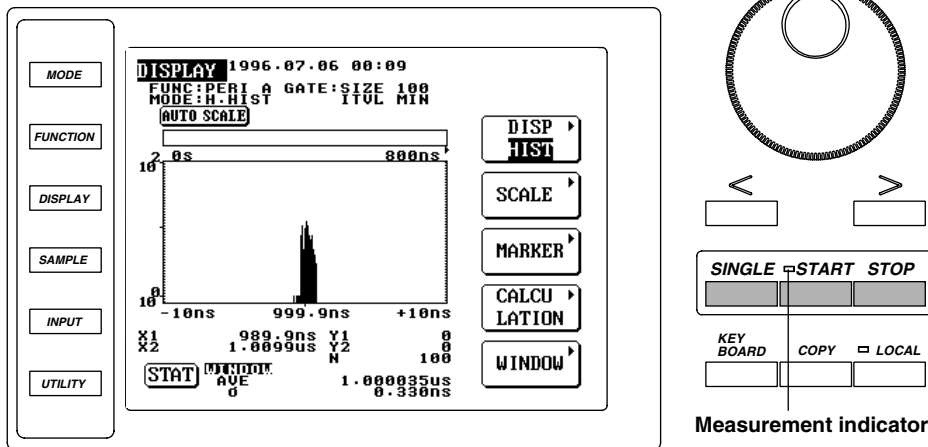 MODE
FUNCTION
DISPLAY
SAMPLE
INPUT
UTILITY
DISPLAY 1996.07.06 00:09
FUNC:PERI A GATE:SIZE 100
MODE:H.HIST ITVL MIN
AUTO SCALE
0s 800ns
10²
10⁰
-10ns 999.9ns +10ns
X1 989.9ns Y1 0
X2 1.0099us Y2 0
N 100
STAT WINDOW
AVE 1.000035us
σ 0.330ns
DISP
HIST
SCALE
MARKER
CALCU
LATION
WINDOW
< >
SINGLE START STOP
KEY
BOARD COPY LOCAL
Measurement indicator